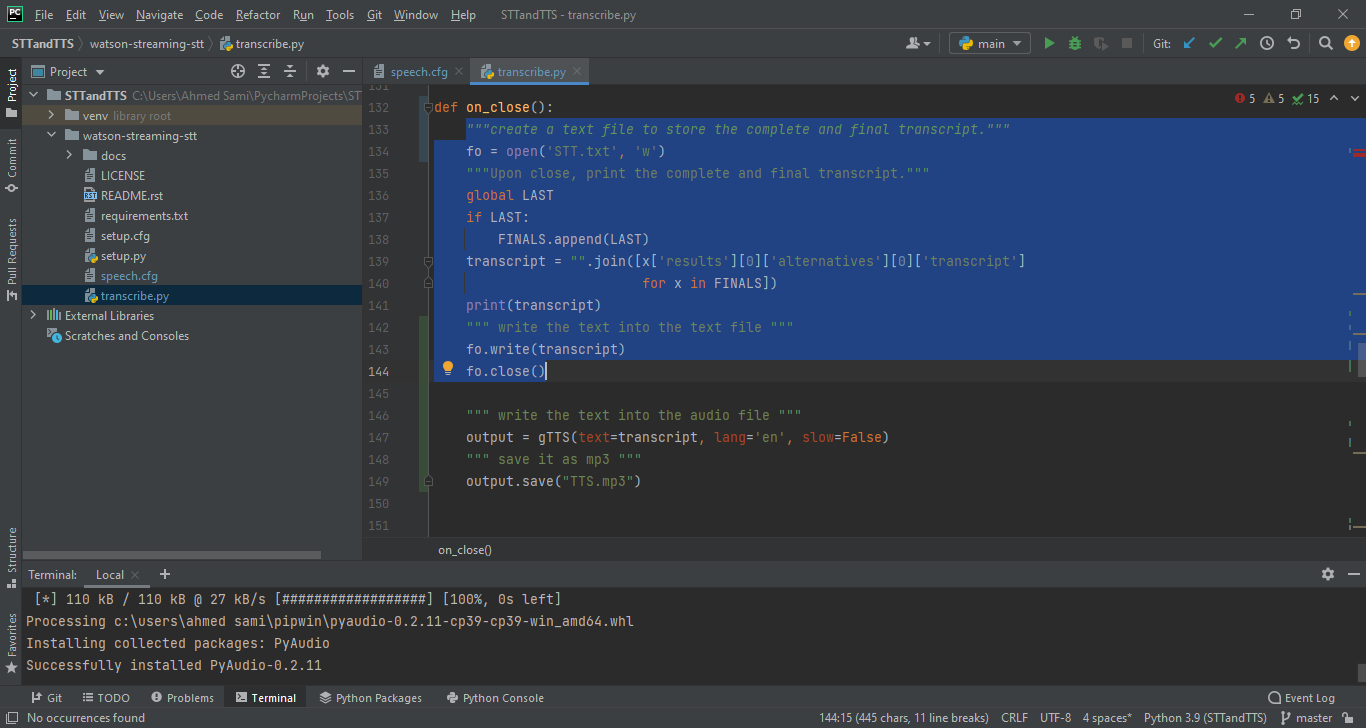 PC File Edit View Navigate Code Refactor Run Tools Git Window Help STTandTTS - transcribe.py
STTandTTS watson-streaming-stt transcribe.py main Git:
Project speech.cfg transcribe.py
Project
Commit
Pull Requests
Structure
Favorites
STTandTTS C:\Users\Ahmed Sami\PycharmProjects\ST
venv library root
watson-streaming-stt
docs
LICENSE
README.rst
requirements.txt
setup.cfg
setup.py
speech.cfg
transcribe.py
External Libraries
Scratches and Consoles
5 5 15
131
132 def on_close():
133 """create a text file to store the complete and final transcript."""
134 fo = open('STT.txt', 'w')
135 """Upon close, print the complete and final transcript."""
136 global LAST
137 if LAST:
138 FINALS.append(LAST)
139 transcript = "".join([x['results'][0]['alternatives'][0]['transcript']
140 for x in FINALS])
141 print(transcript)
142 """ write the text into the text file """
143 fo.write(transcript)
144 fo.close()
145
146 """ write the text into the audio file """
147 output = gTTS(text=transcript, lang='en', slow=False)
148 """ save it as mp3 """
149 output.save("TTS.mp3")
150
151
on_close()
Terminal: Local
[*] 110 kB / 110 kB @ 27 kB/s [##################] [100%, 0s left]
Processing c:\users\ahmed sami\pipwin\pyaudio-0.2.11-cp39-cp39-win_amd64.whl
Installing collected packages: PyAudio
Successfully installed PyAudio-0.2.11
Git TODO Problems Terminal Python Packages Python Console Event Log
No occurrences found 144:15 (445 chars, 11 line breaks) CRLF UTF-8 4 spaces* Python 3.9 (STTandTTS) master